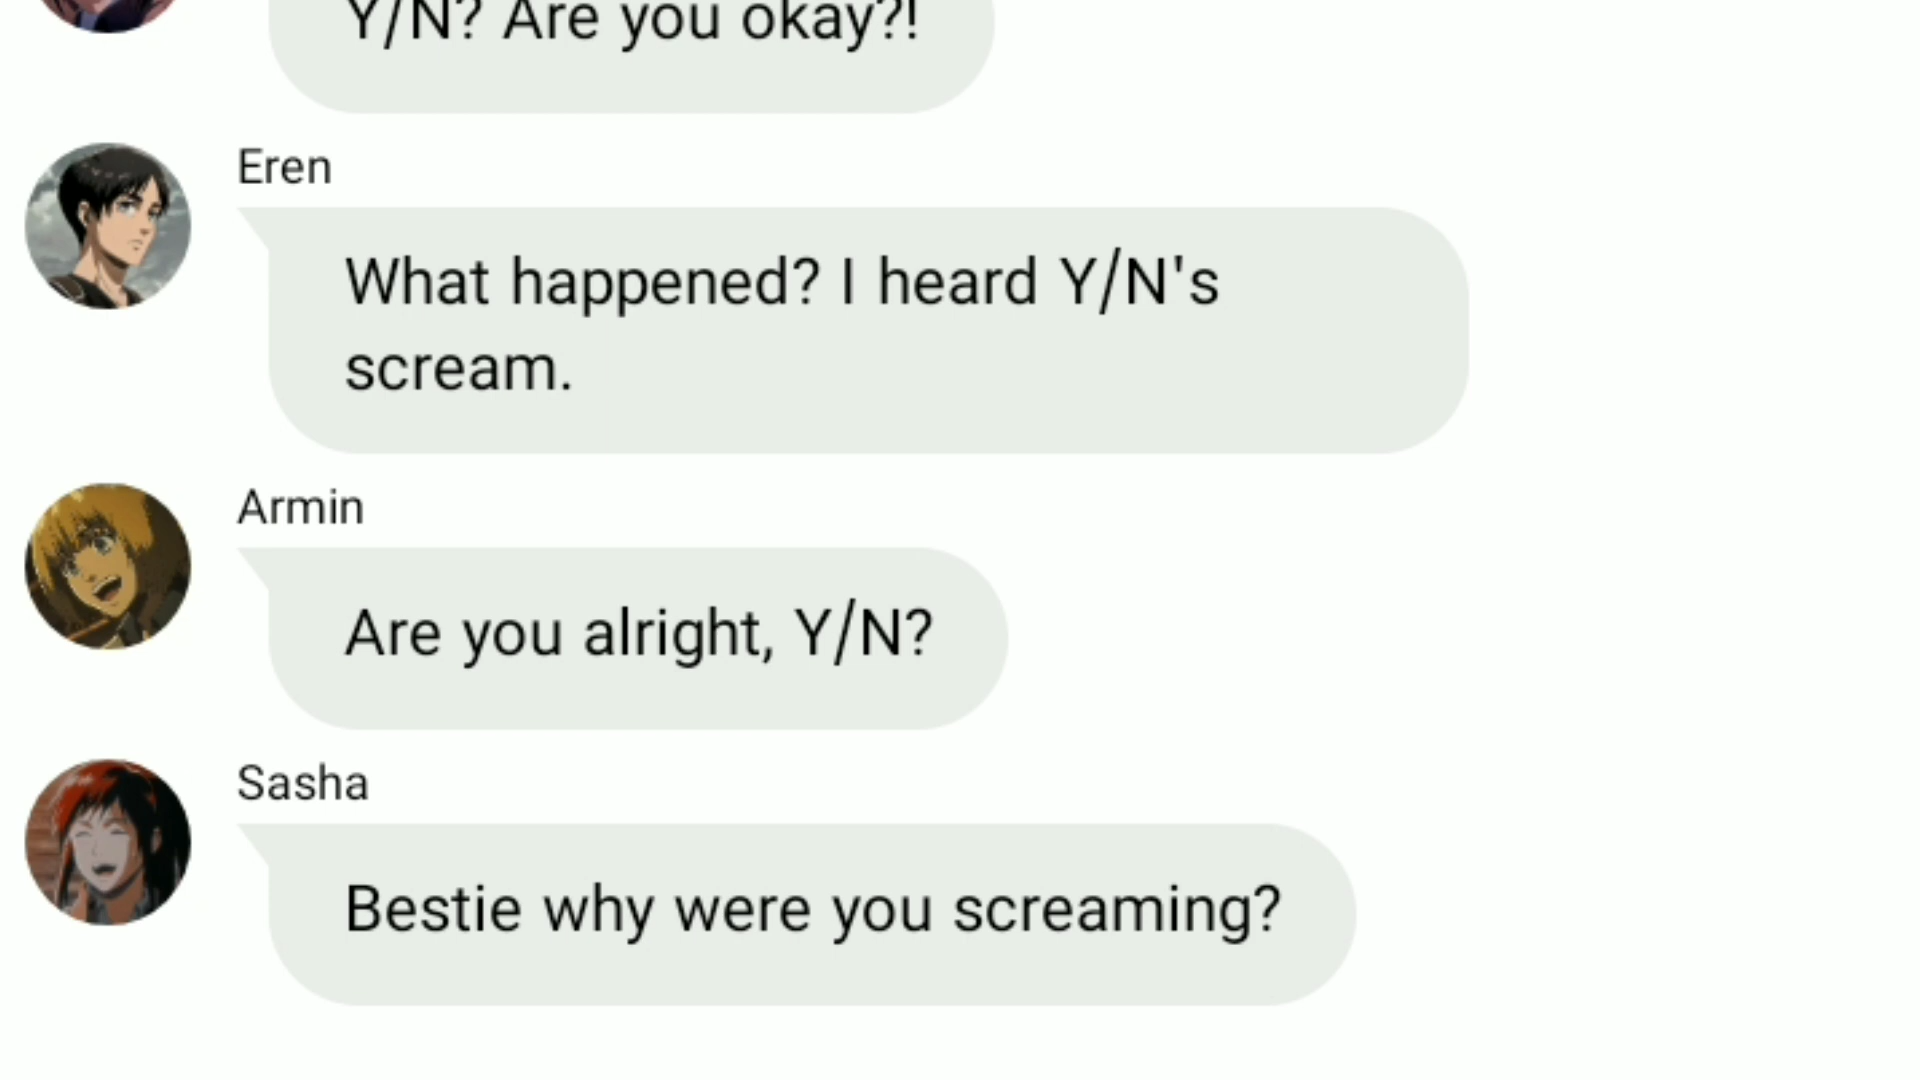 Y/N? Are you okay?!
Eren
What happened? I heard Y/N's
scream.
Armin
Are you alright, Y/N?
Sasha
Bestie why were you screaming?